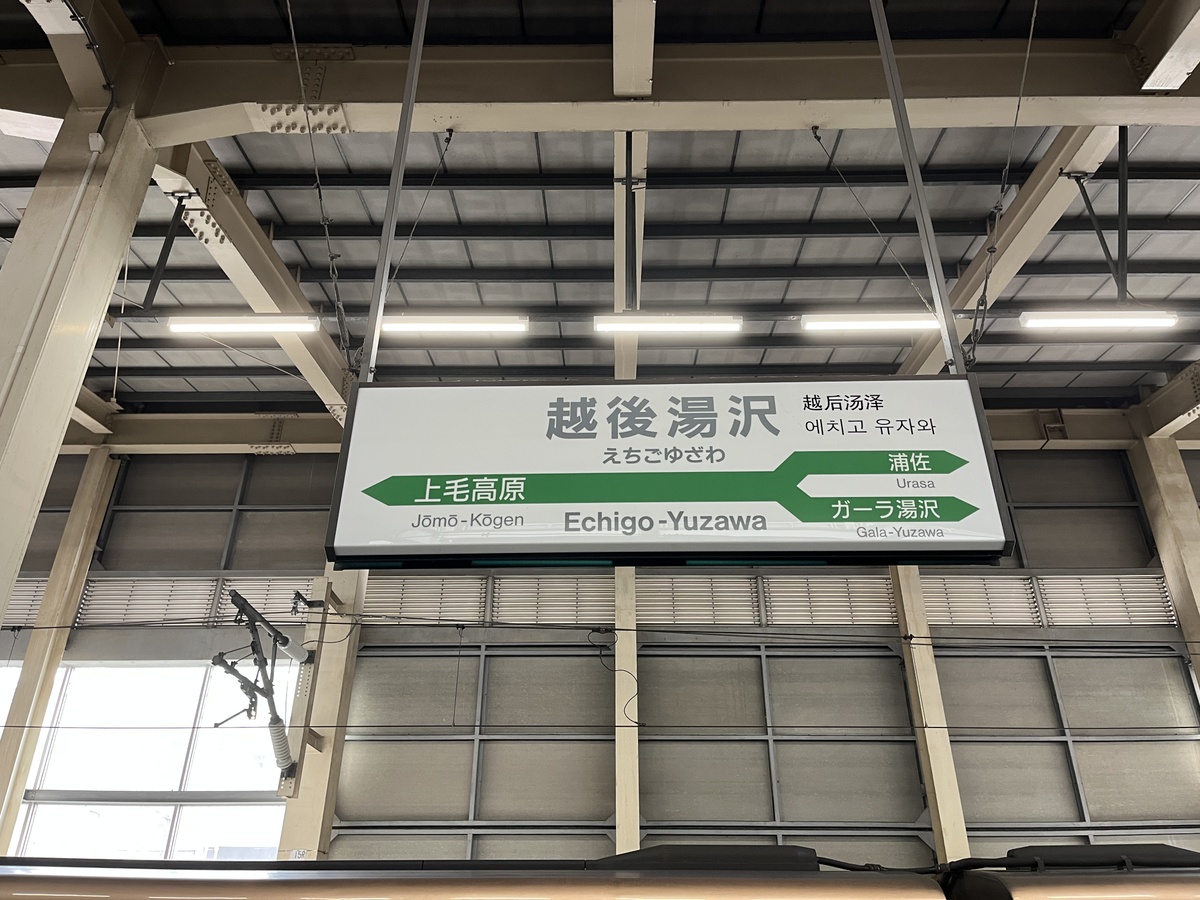 越後湯沢
越后汤泽
에치고 유자와
えちごゆざわ
上毛高原
Jōmō-Kōgen
Echigo-Yuzawa
浦佐
Urasa
ガーラ湯沢
Gala-Yuzawa